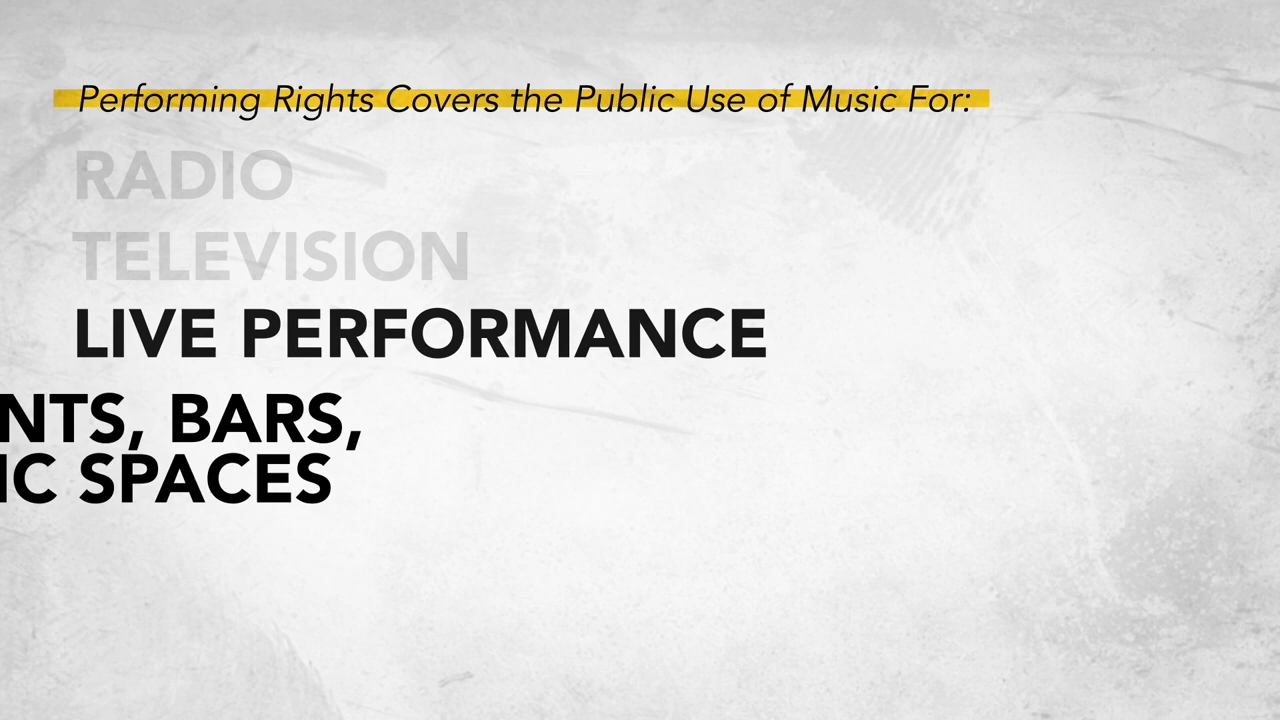 Performing Rights Covers the Public Use of Music For:
RADIO
TELEVISION
LIVE PERFORMANCE
NTS, BARS,
IC SPACES